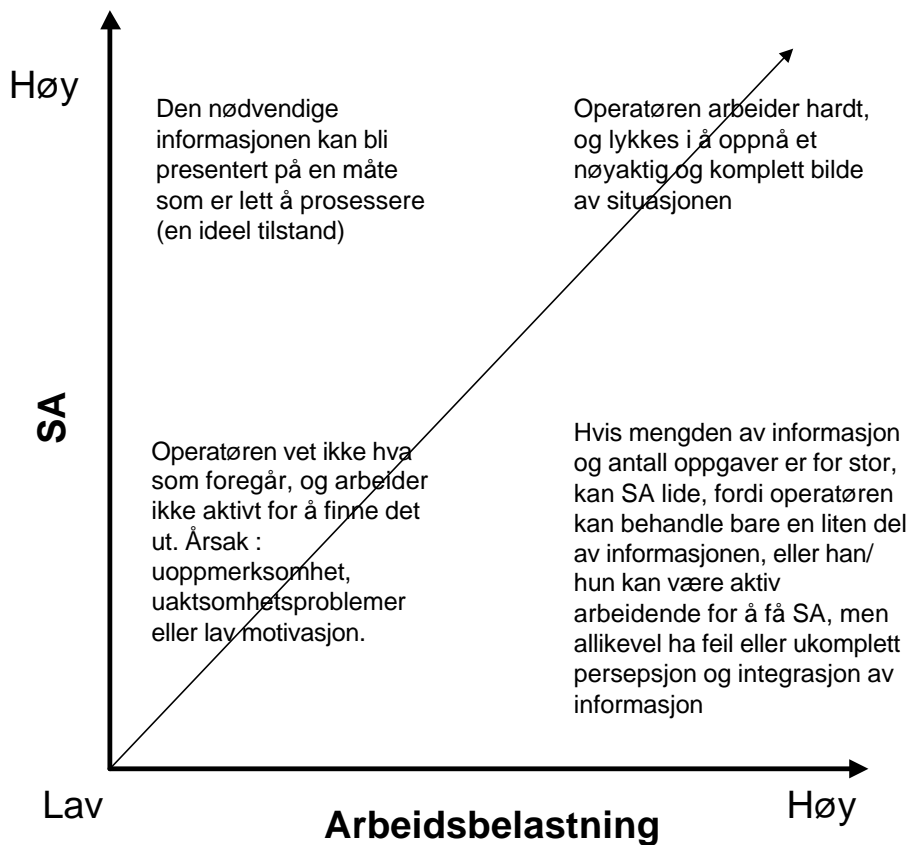 Høy
Den nødvendige
informasjonen kan bli
presentert på en måte
som er lett å prosessere
(en ideel tilstand)
Operatøren arbeider hardt,
og lykkes i å oppnå et
nøyaktig og komplett bilde
av situasjonen
SA
Operatøren vet ikke hva
som foregår, og arbeider
ikke aktivt for å finne det
ut. Årsak :
uoppmerksomhet,
uaktsomhetsproblemer
eller lav motivasjon.
Hvis mengden av informasjon
og antall oppgaver er for stor,
kan SA lide, fordi operatøren
kan behandle bare en liten del
av informasjonen, eller han/
hun kan være aktiv
arbeidende for å få SA, men
allikevel ha feil eller ukomplett
persepsjon og integrasjon av
informasjon
Lav
Høy
Arbeidsbelastning